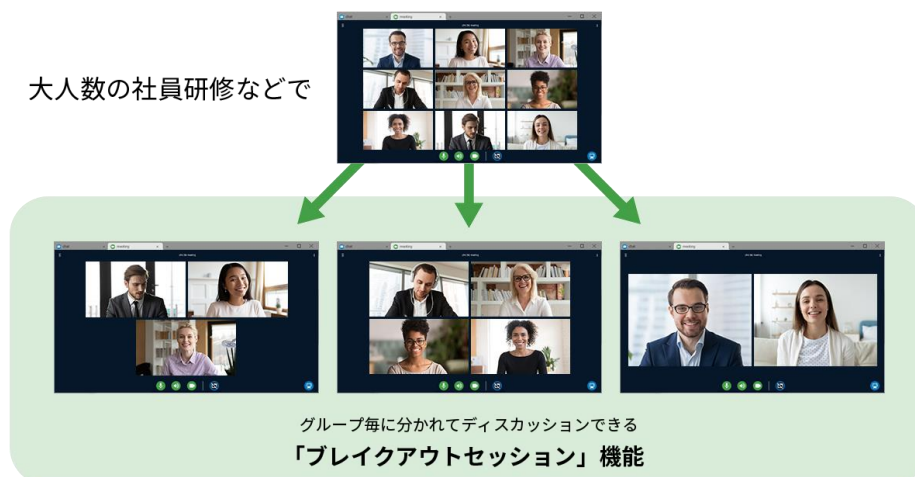 大人数の社員研修などで
グループ毎に分かれてディスカッションできる
「ブレイクアウトセッション」機能